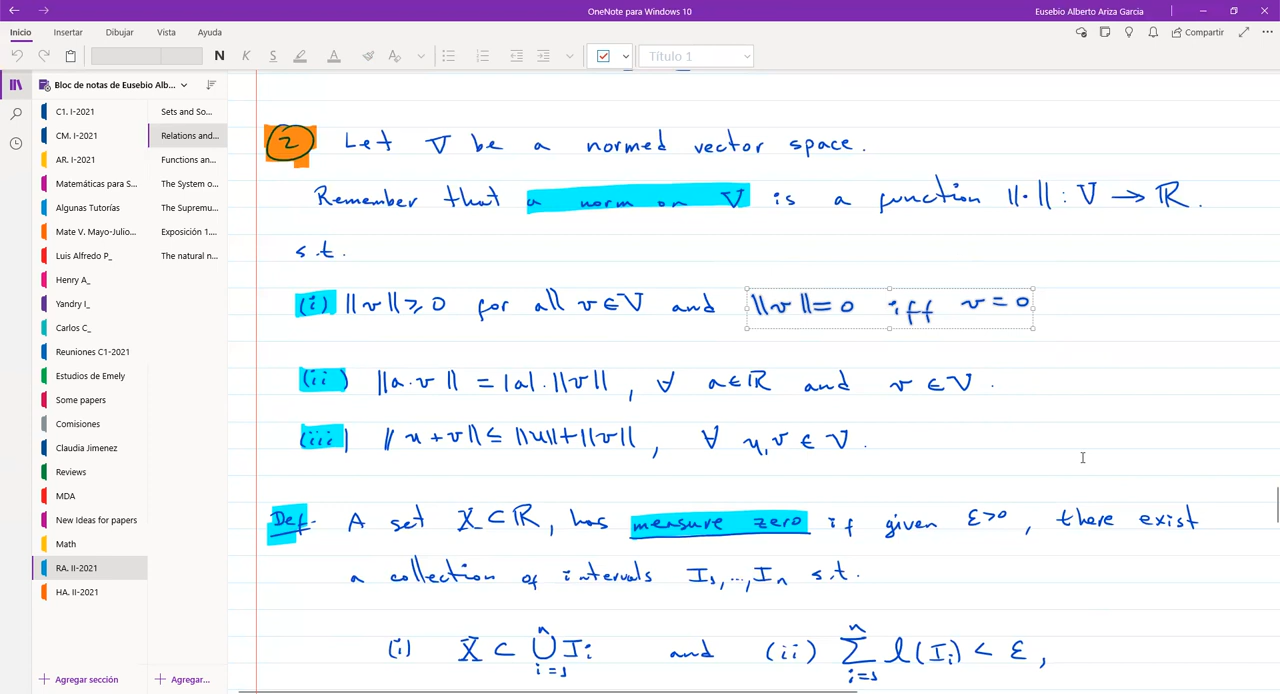 OneNote para Windows 10
Eusebio Alberto Ariza Garcia
Inicio Insertar Dibujar Vista Ayuda
Compartir
N K S A A Título 1
Bloc de notas de Eusebio Alb...
C1. I-2021
CM. I-2021
AR. I-2021
Matemáticas para S...
Algunas Tutorías
Mate V. Mayo-Julio...
Luis Alfredo P_
Henry A_
Yandry I_
Carlos C_
Reuniones C1-2021
Estudios de Emely
Some papers
Comisiones
Claudia Jimenez
Reviews
MDA
New Ideas for papers
Math
RA. II-2021
HA. II-2021
Agregar sección
Sets and So...
Relations and...
Functions an...
The System o...
The Supremu...
Exposición 1....
The natural n...
Agregar...
2 Let V be a normed vector space.
Remember that a norm on V is a function ||·|| : V → ℝ.
s.t.
(i) ||v|| ≥ 0 for all v ∈ V and ||v|| = 0 iff v = 0
(ii) ||a·v|| = |a|·||v||, ∀ a ∈ ℝ and v ∈ V.
(iii) ||u + v|| ≤ ||u|| + ||v||, ∀ u, v ∈ V.
Def. A set X ⊂ ℝ, has measure zero if given ε>0, there exist
a collection of intervals I₁, ..., Iₙ s.t.
(i) X ⊂ ⋃ᵢ₌₁ⁿ Iᵢ and (ii) ∑ᵢ₌₁ⁿ l(Iᵢ) < ε,